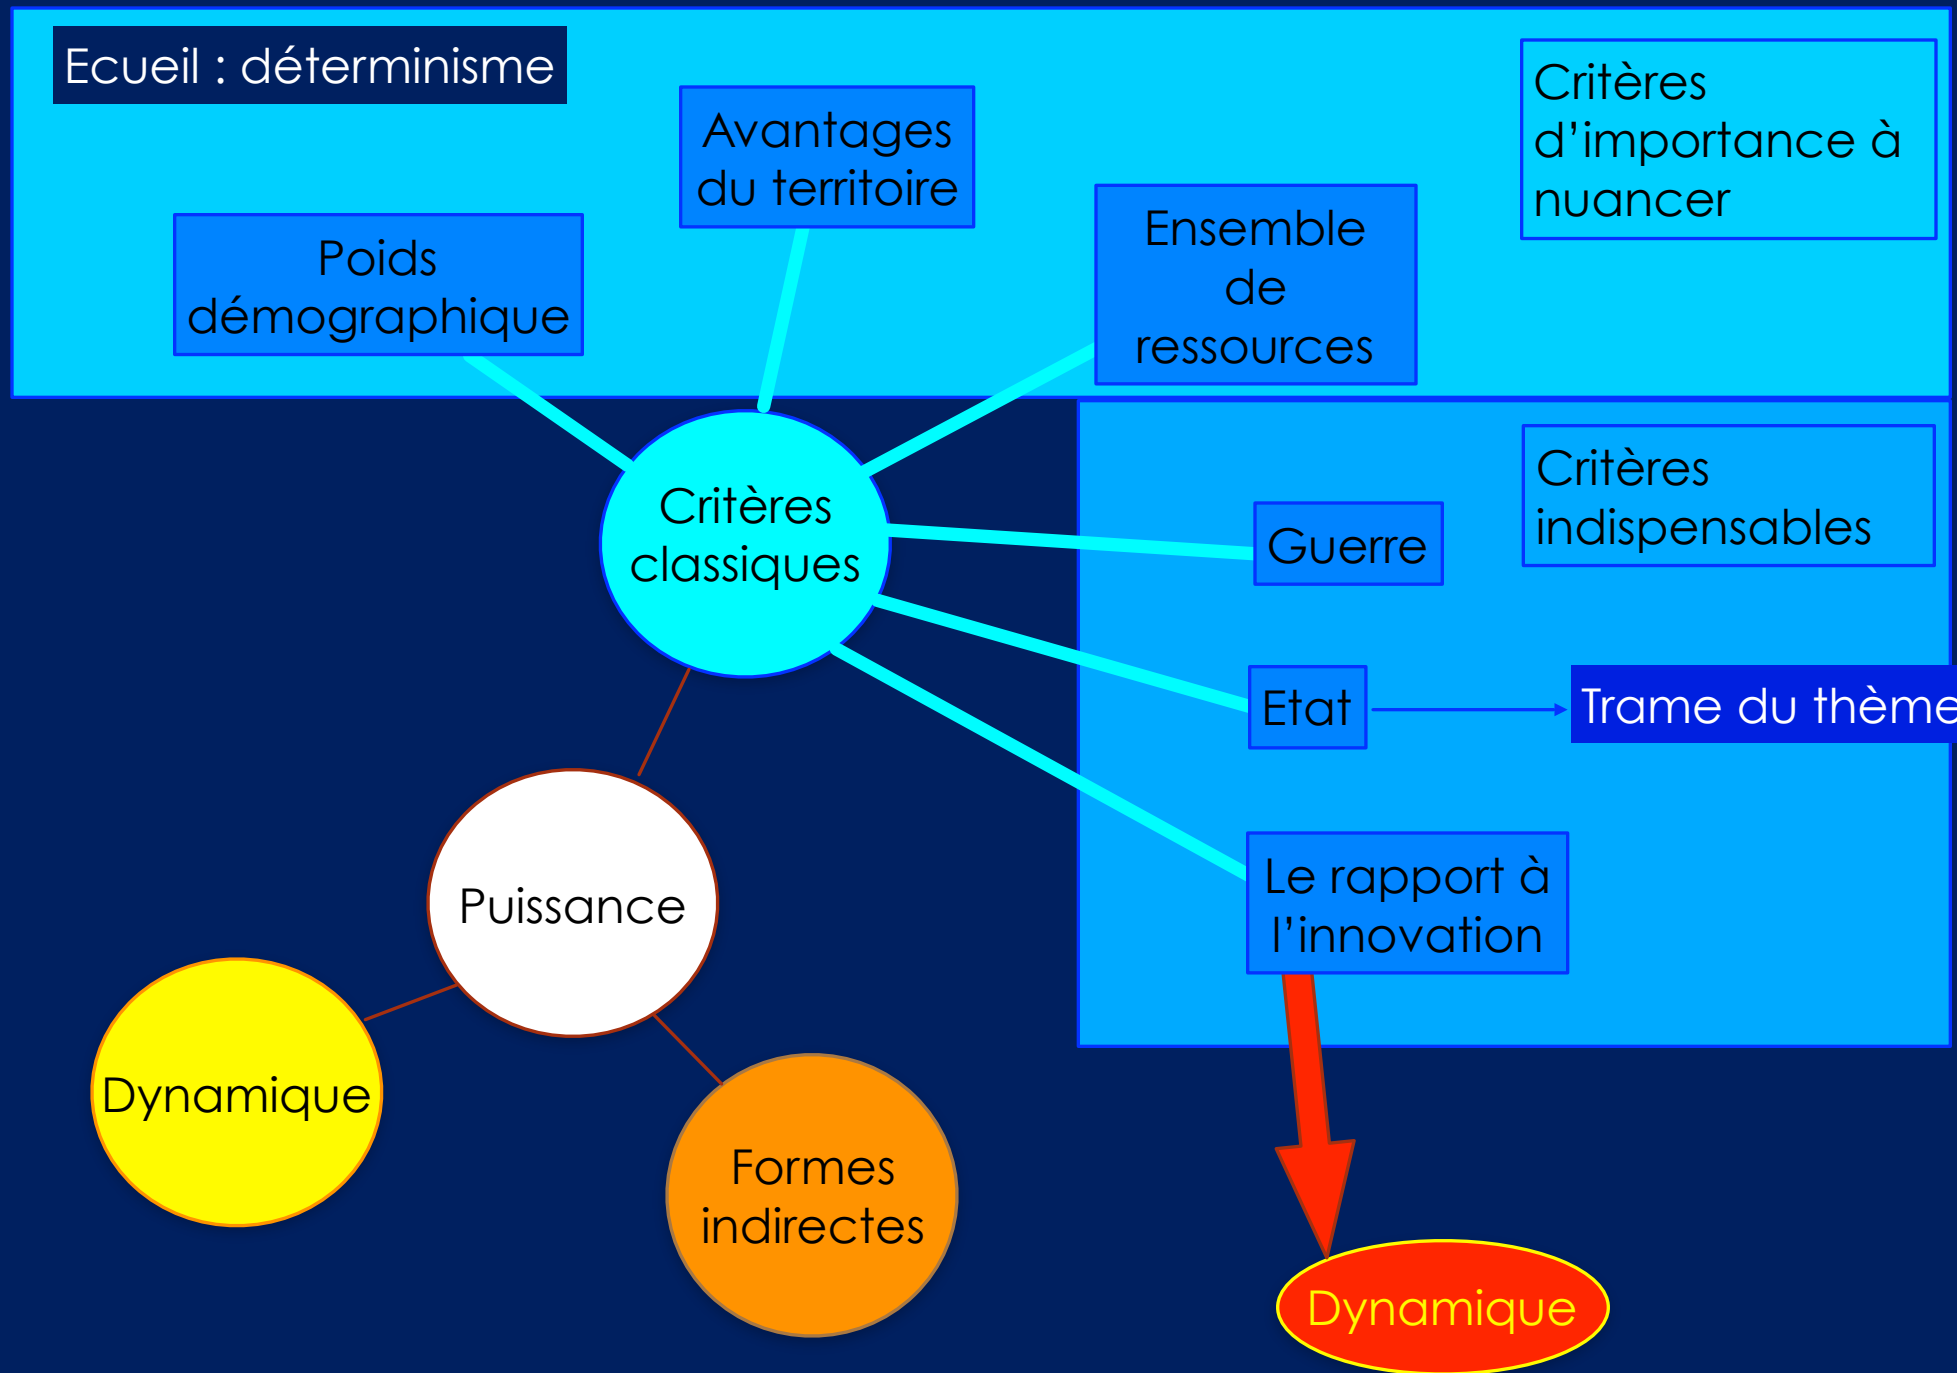 Ecueil : déterminisme
Avantages
du territoire
Critères
d’importance à
nuancer
Poids
démographique
Ensemble
de
ressources
Critères
classiques
Critères
indispensables
Guerre
Etat
Trame du thème
Le rapport à
l’innovation
Puissance
Dynamique
Formes
indirectes
Dynamique